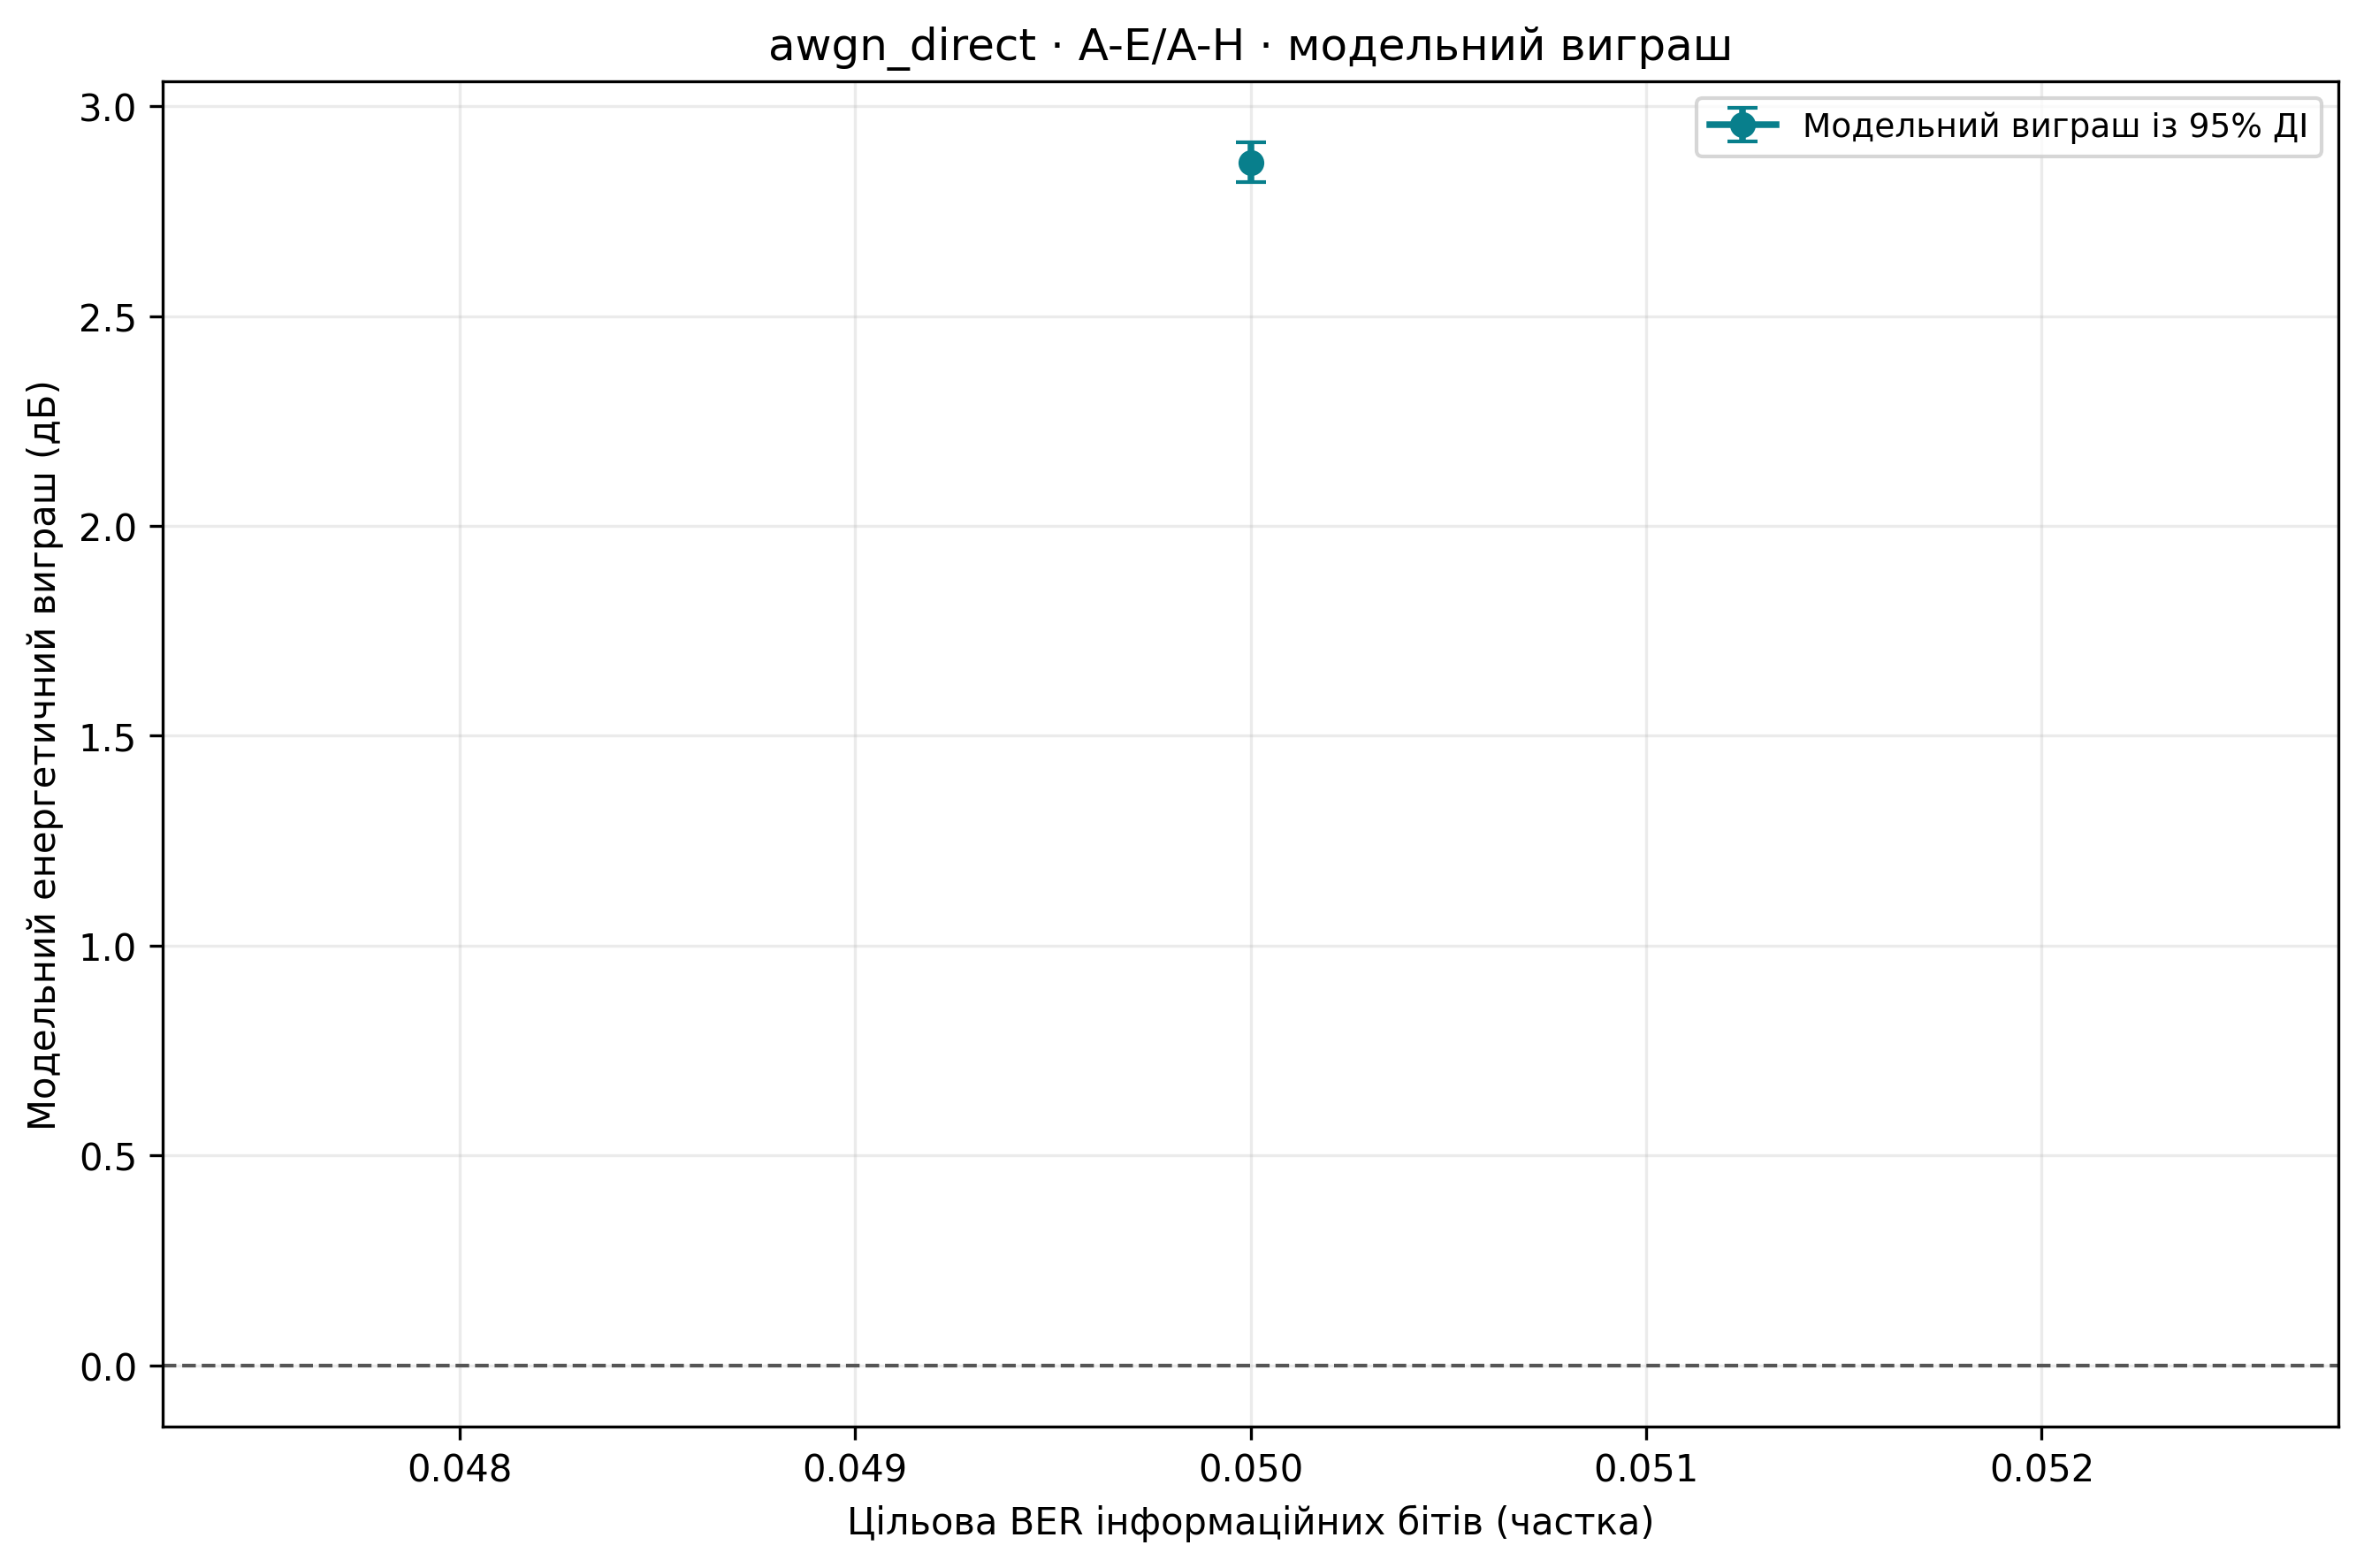 awgn_direct · A-E/A-H · модельний виграш
Модельний виграш із 95% ДІ
Модельний енергетичний виграш (дБ)
3.0
2.5
2.0
1.5
1.0
0.5
0.0
0.048 0.049 0.050 0.051 0.052
Цільова BER інформаційних бітів (частка)